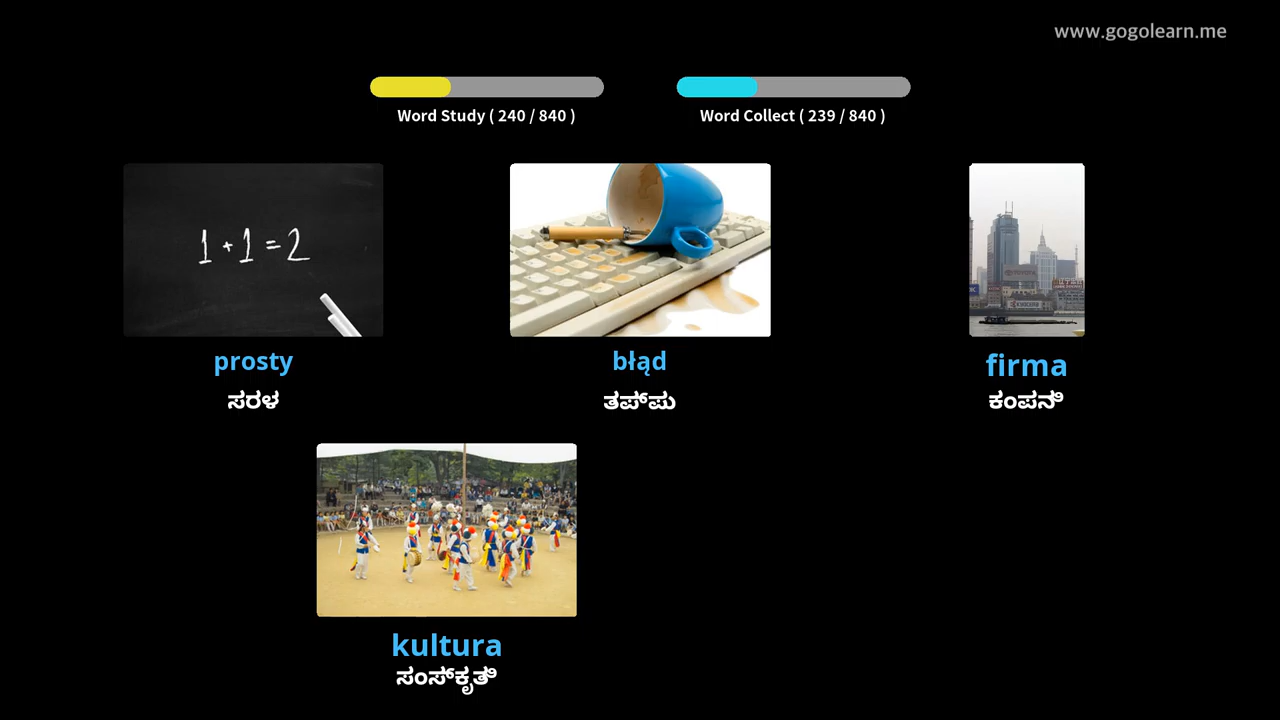 www.gogolearn.me
Word Study ( 240 / 840 )
Word Collect ( 239 / 840 )
1 + 1 = 2
prosty
ಸರಳ
błąd
ತಪ್ಪು
firma
ಕಂಪನಿ
kultura
ಸಂಸ್ಕೃತಿ